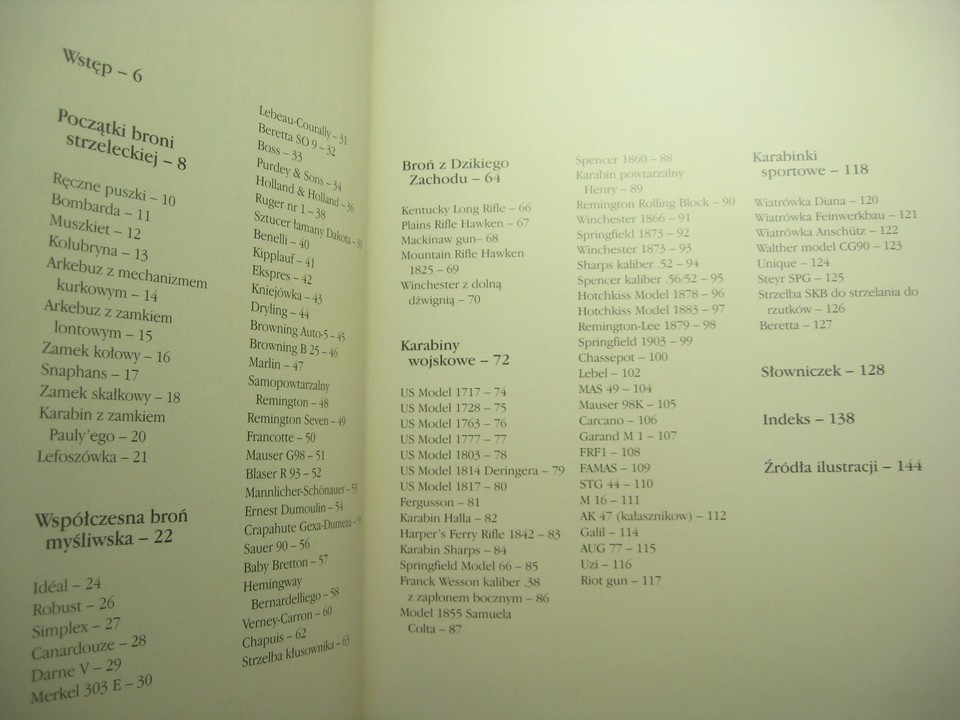 Wstęp – 6
Początki broni
strzeleckiej – 8
Ręczne puszki – 10
Bombarda – 11
Muszkiet – 12
Kolubryna – 13
Arkebuz z mechanizmem
kurkowym – 14
Arkebuz z zamkiem
lontowym – 15
Zamek kołowy – 16
Snaphans – 17
Zamek skałkowy – 18
Karabin z zamkiem
Pauly'ego – 20
Lefoszówka – 21
Współczesna broń
myśliwska – 22
Idéal – 24
Robust – 26
Simplex – 27
Canardouze – 28
Darne V – 29
Merkel 303 E – 30
Lebeau-Courally – 31
Beretta SO 9 – 32
Boss – 33
Purdey & Sons – 34
Holland & Holland – 36
Ruger nr 1 – 38
Sztucer łamany Dakota –
Benelli – 40
Kipplauf – 41
Ekspres – 42
Kniejówka – 43
Dryling – 44
Browning Auto-5 – 45
Browning B 25 – 46
Marlin – 47
Samopowtarzalny
Remington – 48
Remington Seven – 49
Francotte – 50
Mauser G98 – 51
Blaser R 93 – 52
Mannlicher-Schönauer – 53
Ernest Dumoulin – 54
Crapahute Gexa-Dumeza –
Sauer 90 – 56
Baby Bretton – 57
Hemingway
Bernardelliego – 58
Verney-Carron – 60
Chapuis – 62
Strzelba kłusownika – 63
Broń z Dzikiego
Zachodu – 64
Kentucky Long Rifle – 66
Plains Rifle Hawken – 67
Mackinaw gun– 68
Mountain Rifle Hawken
1825 – 69
Winchester z dolną
dźwignią – 70
Karabiny
wojskowe – 72
US Model 1717 – 74
US Model 1728 – 75
US Model 1763 – 76
US Model 1777 – 77
US Model 1803 – 78
US Model 1814 Deringera – 79
US Model 1817 – 80
Fergusson – 81
Karabin Halla – 82
Harper's Ferry Rifle 1842 – 83
Karabin Sharps – 84
Springfield Model 66 – 85
Franck Wesson kaliber .38
z zapłonem bocznym – 86
Model 1855 Samuela
Colta – 87
Spencer 1860 – 88
Karabin powtarzalny
Henry – 89
Remington Rolling Block – 90
Winchester 1866 – 91
Springfield 1873 – 92
Winchester 1873 – 93
Sharps kaliber .52 – 94
Spencer kaliber .56/52 – 95
Hotchkiss Model 1878 – 96
Hotchkiss Model 1883 – 97
Remington-Lee 1879 – 98
Springfield 1903 – 99
Chassepot – 100
Lebel – 102
MAS 49 – 104
Mauser 98K – 105
Carcano – 106
Garand M 1 – 107
FRF1 – 108
FAMAS – 109
STG 44 – 110
M 16 – 111
AK 47 (kałasznikow) – 112
Galil – 114
AUG 77 – 115
Uzi – 116
Riot gun – 117
Karabinki
sportowe – 118
Wiatrówka Diana – 120
Wiatrówka Feinwerkbau – 121
Wiatrówka Anschütz – 122
Walther model CG90 – 123
Unique – 124
Steyr SPG – 125
Strzelba SKB do strzelania do
rzutków – 126
Beretta – 127
Słowniczek – 128
Indeks – 138
Źródła ilustracji – 144